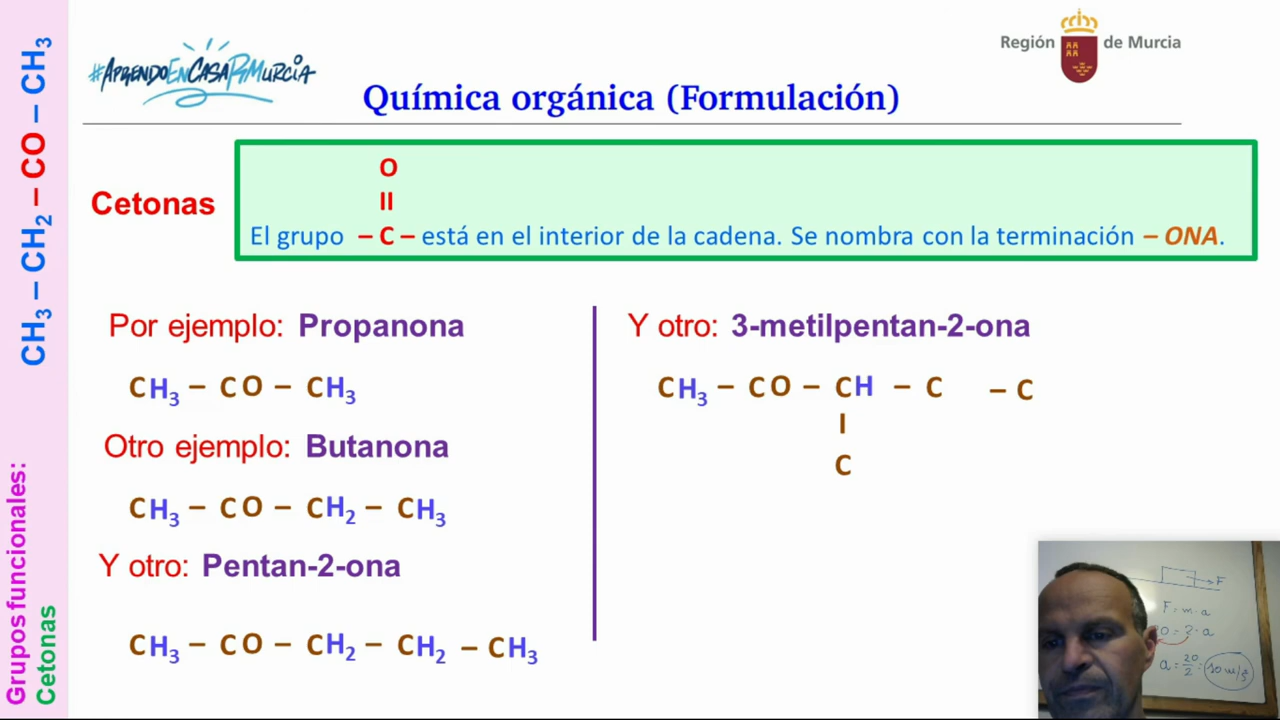 CH3 – CH2 – CO – CH3
Grupos funcionales:
Cetonas
#AprendoEnCasaRMurcia
Región de Murcia
Química orgánica (Formulación)
Cetonas
O
II
El grupo – C – está en el interior de la cadena. Se nombra con la terminación – ONA.
Por ejemplo: Propanona
CH3 – CO – CH3
Otro ejemplo: Butanona
CH3 – CO – CH2 – CH3
Y otro: Pentan-2-ona
CH3 – CO – CH2 – CH2 – CH3
Y otro: 3-metilpentan-2-ona
CH3 – CO – CH – C – C
I
C
F
F = m · a
a = 20/2 =